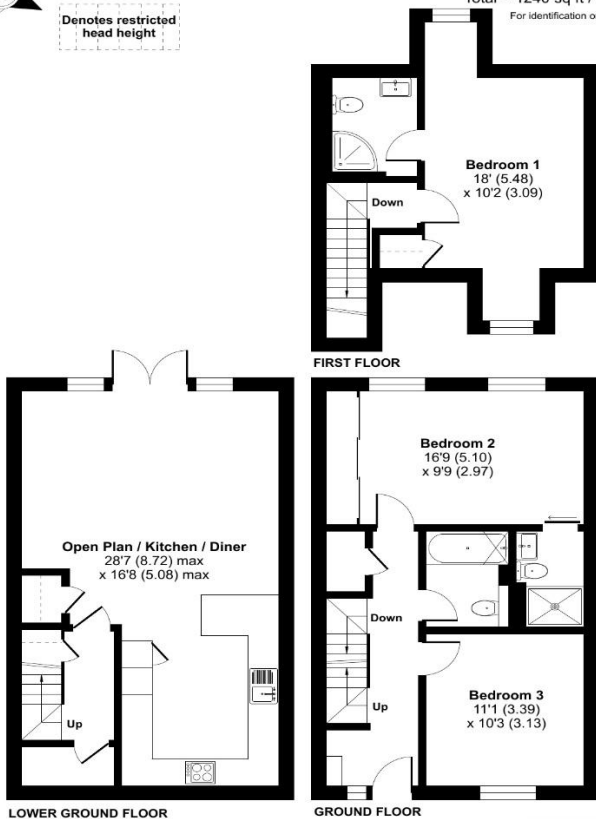 Denotes restricted
head height
For identification o
Bedroom 1
18' (5.48)
x 10'2 (3.09)
Down
FIRST FLOOR
Open Plan / Kitchen / Diner
28'7 (8.72) max
x 16'8 (5.08) max
Up
LOWER GROUND FLOOR
Bedroom 2
16'9 (5.10)
x 9'9 (2.97)
Down
Up
Bedroom 3
11'1 (3.39)
x 10'3 (3.13)
GROUND FLOOR